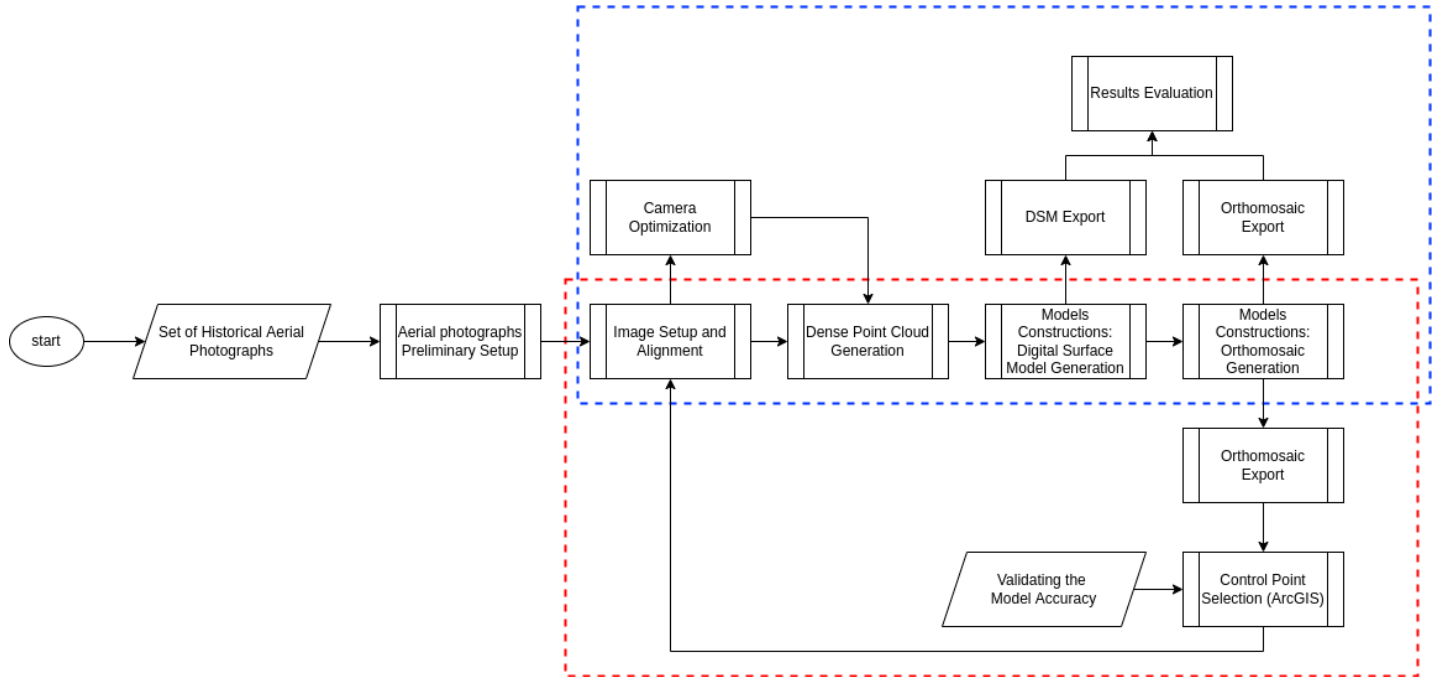 Results Evaluation
Camera
Optimization
DSM Export
Orthomosaic
Export
start
Set of Historical Aerial
Photographs
Aerial photographs
Preliminary Setup
Image Setup and
Alignment
Dense Point Cloud
Generation
Models
Constructions:
Digital Surface
Model Generation
Models
Constructions:
Orthomosaic
Generation
Orthomosaic
Export
Validating the
Model Accuracy
Control Point
Selection (ArcGIS)